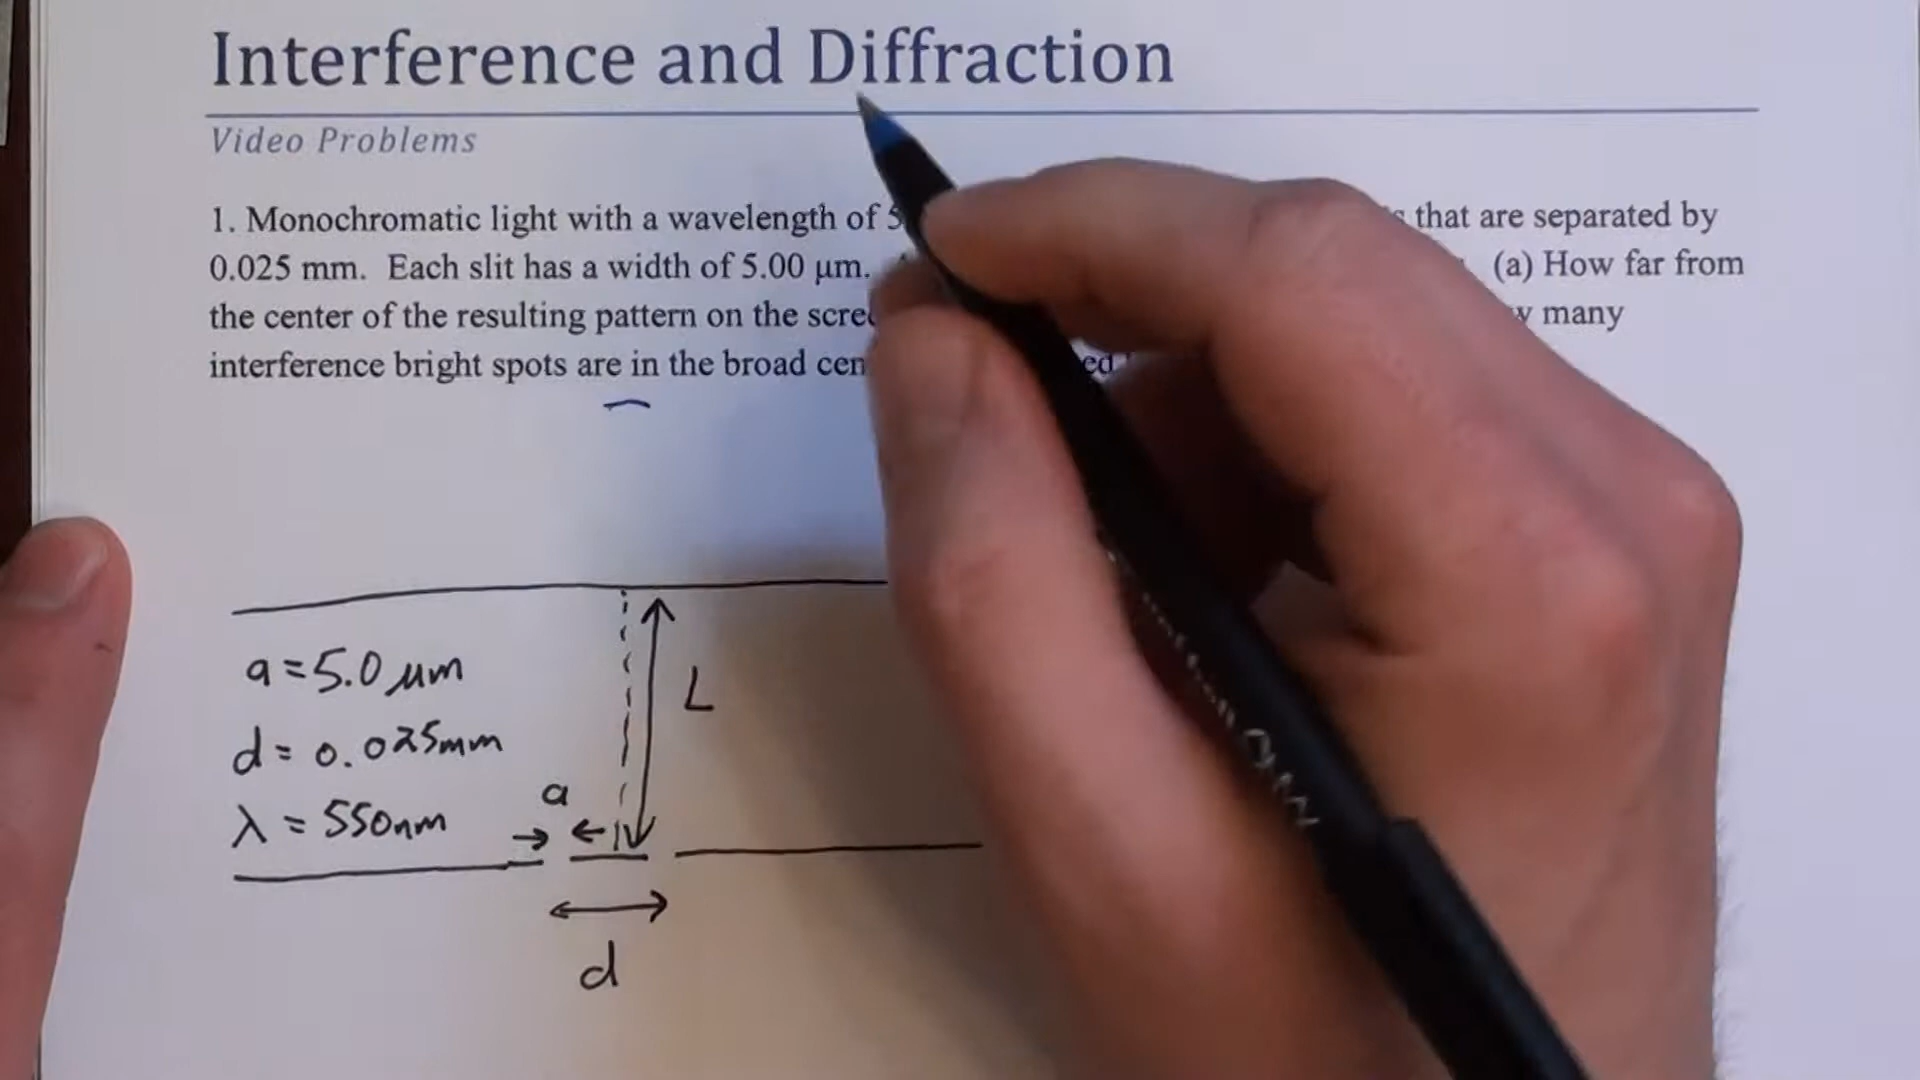 Interference and Diffraction
Video Problems
1. Monochromatic light with a wavelength of 5 that are separated by
0.025 mm. Each slit has a width of 5.00 μm. (a) How far from
the center of the resulting pattern on the many
interference bright spots are in the broad
a = 5.0 μm
L
d = 0.025mm
a
λ = 550nm
d